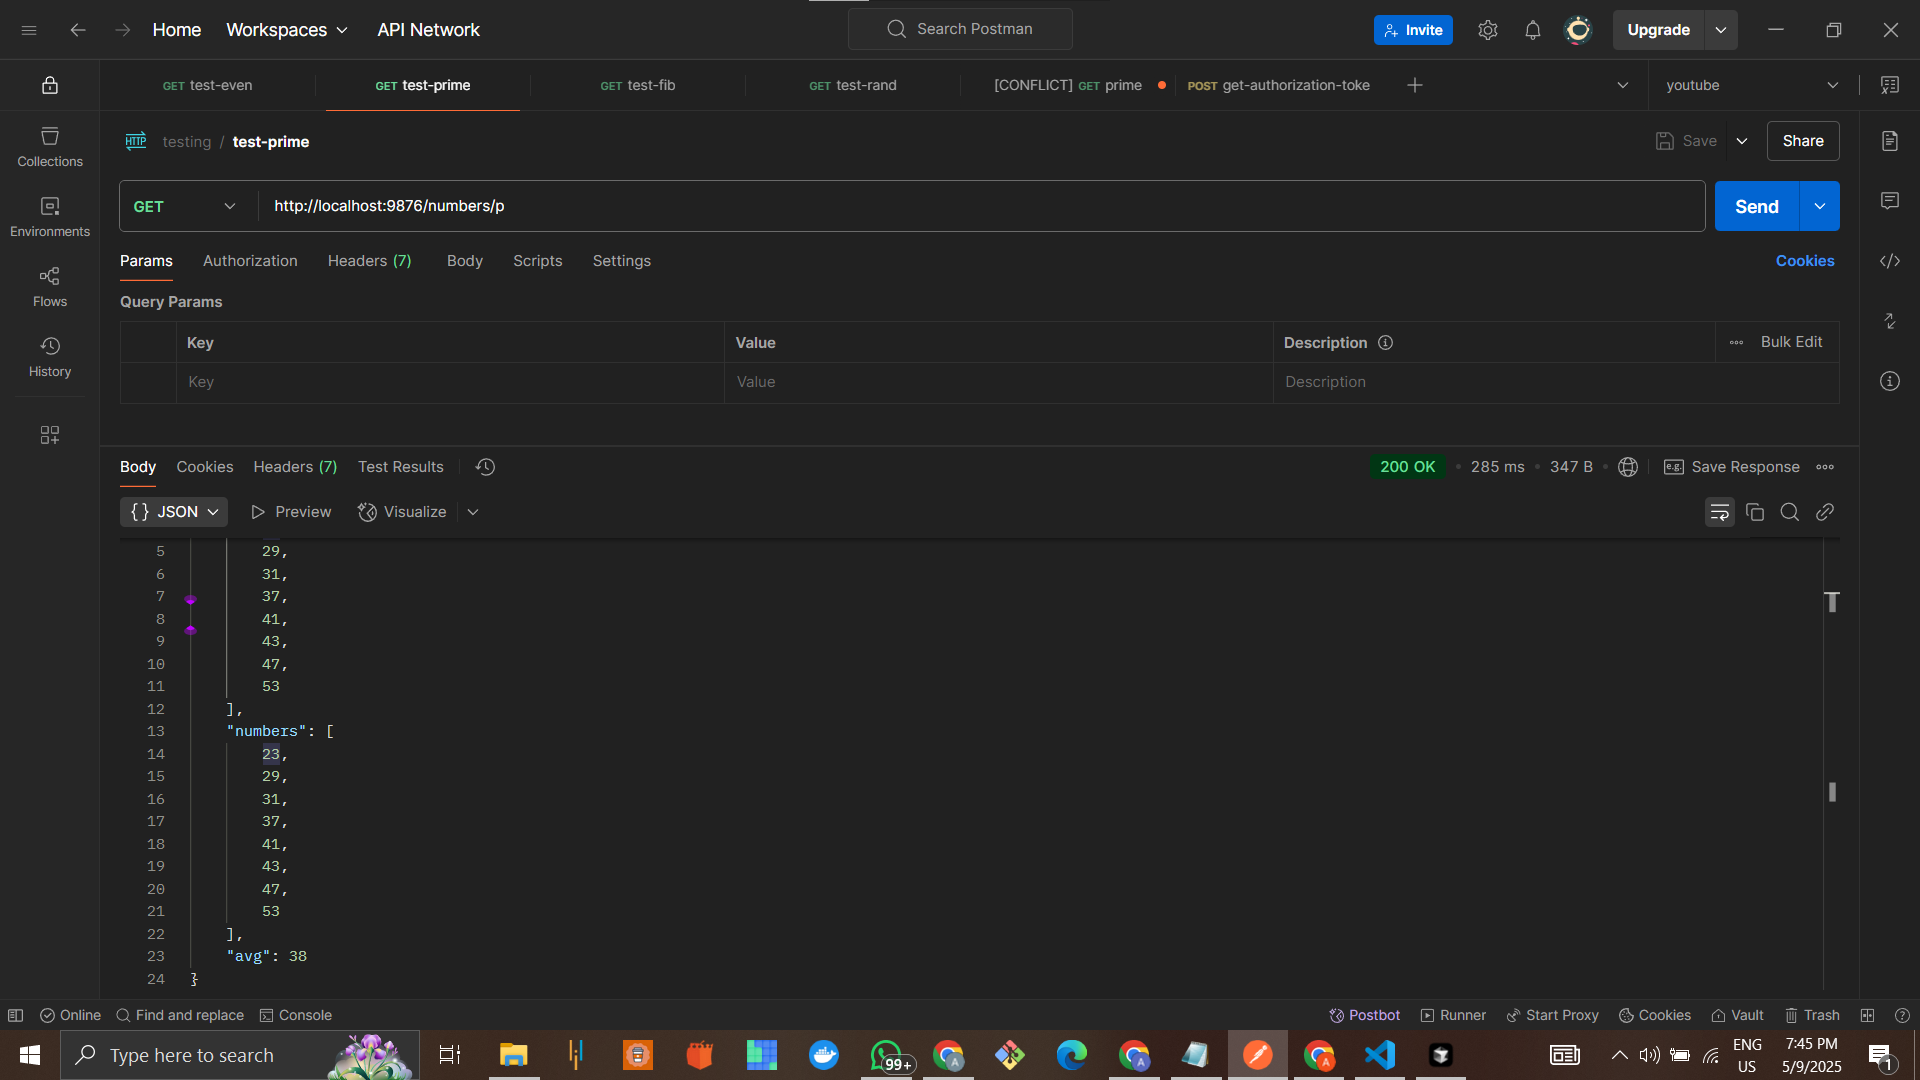 Home Workspaces API Network Search Postman Invite Upgrade
GET test-even GET test-prime GET test-fib GET test-rand [CONFLICT] GET prime POST get-authorization-toke youtube
HTTP testing / test-prime Save Share
GET http://localhost:9876/numbers/p Send
Params Authorization Headers (7) Body Scripts Settings Cookies
Query Params
Key Value Description Bulk Edit
Key Value Description
Collections
Environments
Flows
History
Body Cookies Headers (7) Test Results 200 OK 285 ms 347 B e.g. Save Response
{} JSON Preview Visualize
5 29,
6 31,
7 37,
8 41,
9 43,
10 47,
11 53
12 ],
13 "numbers": [
14 23,
15 29,
16 31,
17 37,
18 41,
19 43,
20 47,
21 53
22 ],
23 "avg": 38
24 }
Online Find and replace Console Postbot Runner Start Proxy Cookies Vault Trash
Type here to search 99+ A A A ENG US 7:45 PM 5/9/2025 1